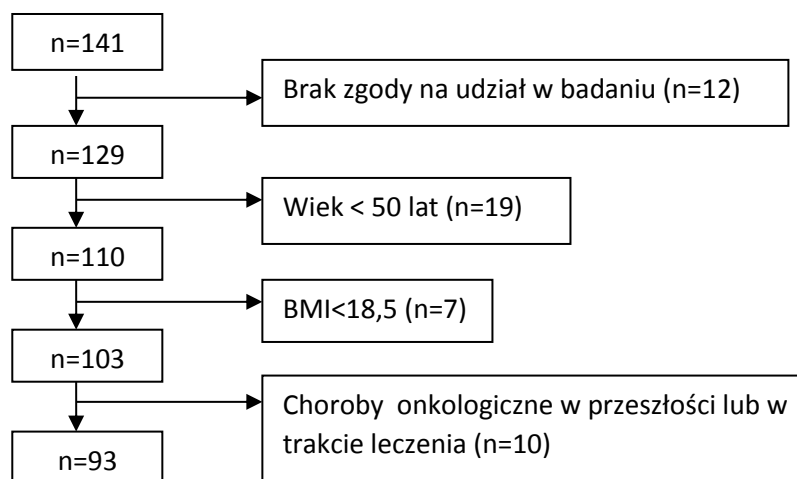 n=141
Brak zgody na udział w badaniu (n=12)
n=129
Wiek < 50 lat (n=19)
n=110
BMI<18,5 (n=7)
n=103
Choroby onkologiczne w przeszłości lub w
trakcie leczenia (n=10)
n=93